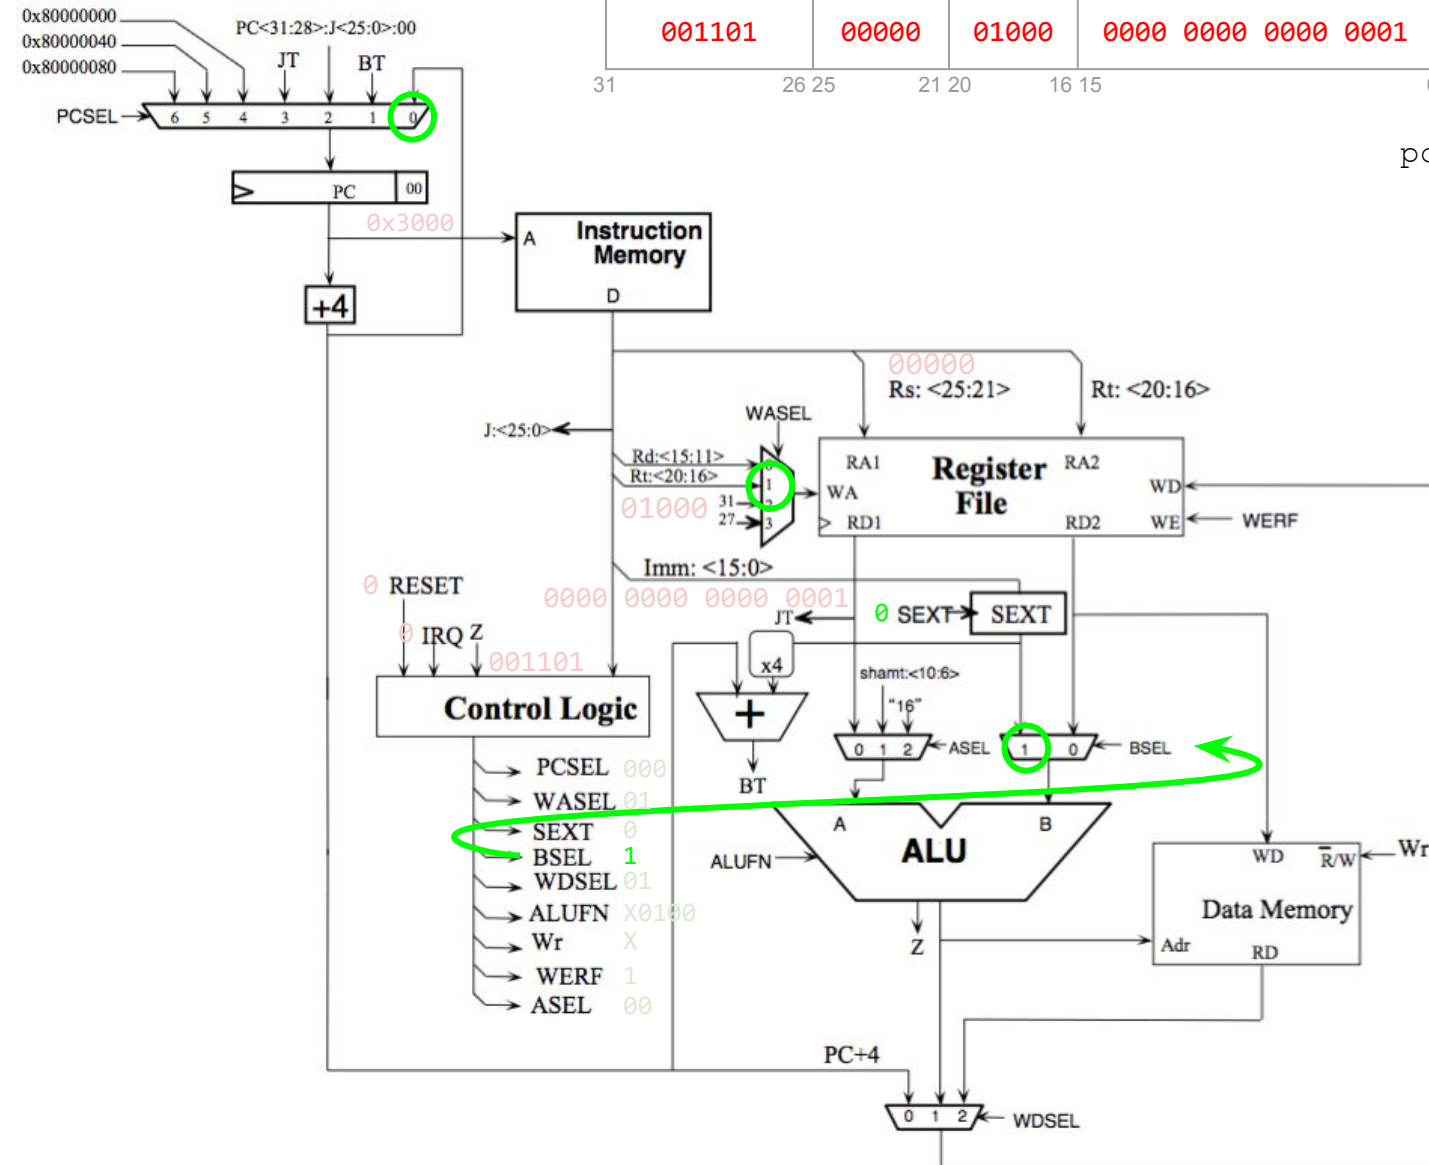 0x80000000
0x80000040
0x80000080
PC<31:28>:J<25:0>:00
JT
BT
PCSEL
6 5 4 3 2 1 0
PC 00
0x3000
+4
001101 00000 01000 0000 0000 0000 0001
31 26 25 21 20 16 15
Instruction
Memory
A
D
00000
Rs: <25:21>
Rt: <20:16>
WASEL
J:<25:0>
Rd:<15:11>
Rt:<20:16>
31
27
0
1
2
3
01000
Register
File
RA1
RA2
WA
WD
RD1
RD2
WE
WERF
Imm: <15:0>
0000 0000 0000 0001
0 RESET
0 IRQ Z
001101
JT
0 SEXT
SEXT
x4
+
BT
shamt:<10:6>
"16"
0 1 2
ASEL
1 0
BSEL
Control Logic
PCSEL 000
WASEL 01
SEXT 0
BSEL 1
WDSEL 01
ALUFN X0100
Wr X
WERF 1
ASEL 00
A
B
ALU
ALUFN
Z
WD
R/W
Wr
Data Memory
Adr
RD
PC+4
0 1 2
WDSEL